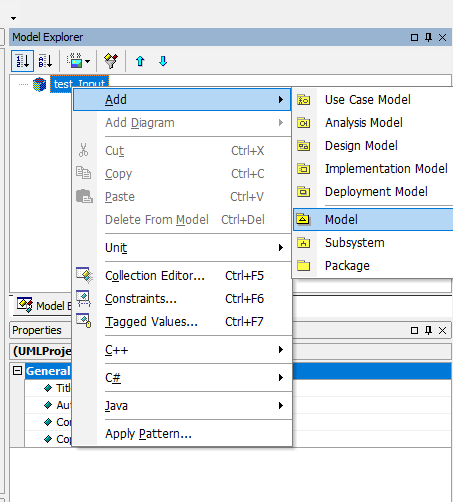 Model Explorer
test_Input
Add
Add Diagram
Cut Ctrl+X
Copy Ctrl+C
Paste Ctrl+V
Delete From Model Ctrl+Del
Unit
Collection Editor... Ctrl+F5
Constraints... Ctrl+F6
Tagged Values... Ctrl+F7
C++
C#
Java
Apply Pattern...
Use Case Model
Analysis Model
Design Model
Implementation Model
Deployment Model
Model
Subsystem
Package
Model E
Properties
(UMLProje
General
Titl
Aut
Con
Cop